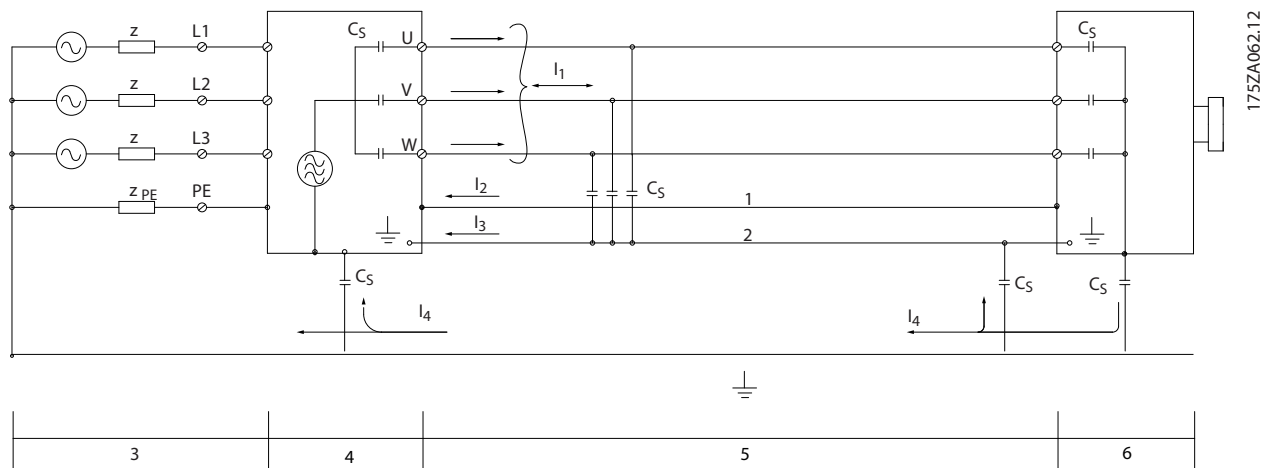 z L1 C_S U
C_S
I_1
z L2 V
z L3 W
z_PE PE
I_2
C_S
1
I_3
2
C_S
C_S
C_S
I_4
I_4
3
4
5
6
175ZA062.12